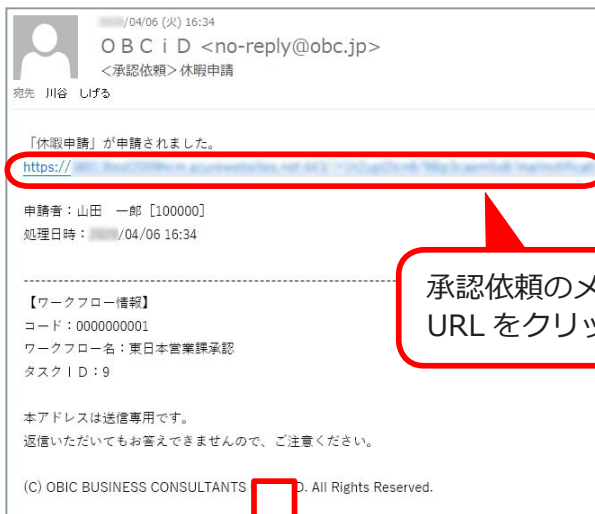 /04/06 (火) 16:34
ＯＢＣｉＤ <no-reply@obc.jp>
<承認依頼>休暇申請
宛先 川谷 しげる
「休暇申請」が申請されました。
https://
申請者：山田　一郎［100000］
処理日時： /04/06 16:34
承認依頼のメ
URL をクリッ
【ワークフロー情報】
コード：0000000001
ワークフロー名：東日本営業課承認
タスクＩＤ：9
本アドレスは送信専用です。
返信いただいてもお答えできませんので、ご注意ください。
(C) OBIC BUSINESS CONSULTANTS D. All Rights Reserved.